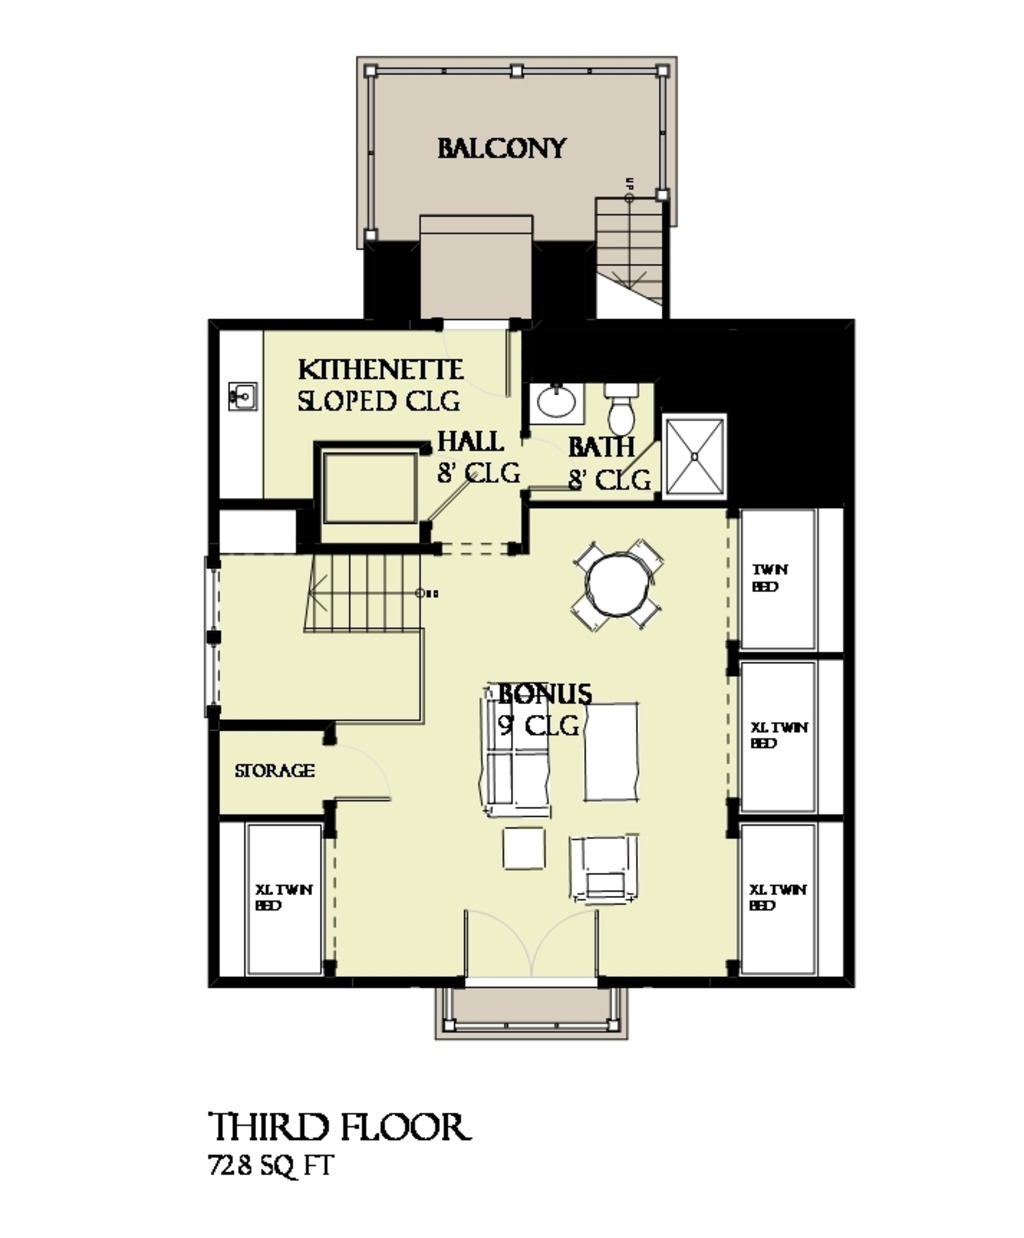 BALCONY
UP
KITHENETTE
SLOPED CLG
HALL
8' CLG
BATH
8' CLG
TWIN
BED
BONUS
9' CLG
XL TWIN
BED
STORAGE
XL TWIN
BED
XL TWIN
BED
THIRD FLOOR
728 SQ FT